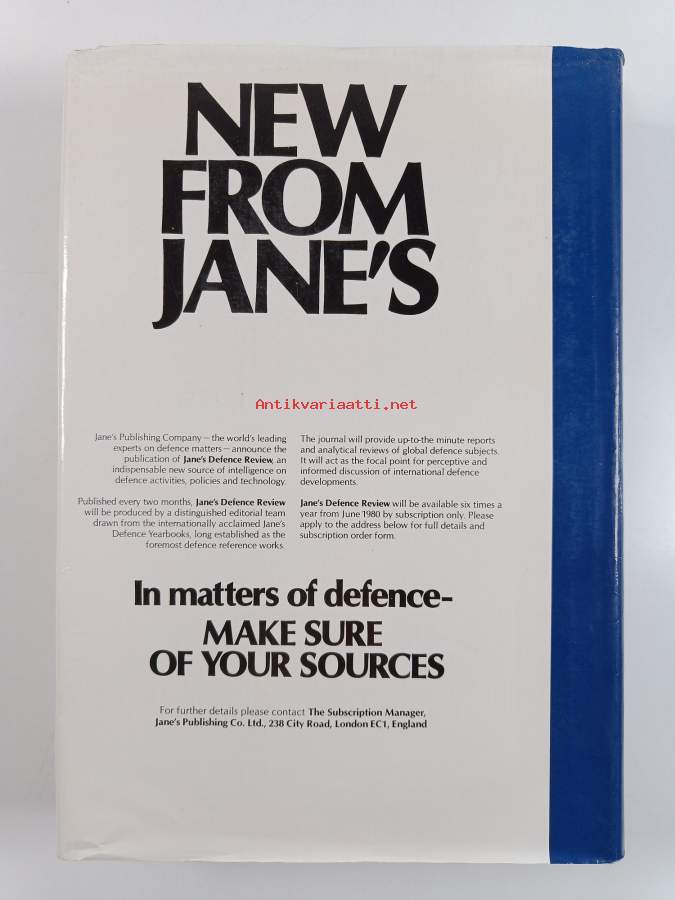 NEW
FROM
JANE'S
Antikvariaatti.net
Jane's Publishing Company — the world's leading
experts on defence matters — announce the
publication of Jane's Defence Review, an
indispensable new source of intelligence on
defence activities, policies and technology.
Published every two months, Jane's Defence Review
will be produced by a distinguished editorial team
drawn from the internationally acclaimed Jane's
Defence Yearbooks, long established as the
foremost defence reference works.
The journal will provide up-to-the minute reports
and analytical reviews of global defence subjects.
It will act as the focal point for perceptive and
informed discussion of international defence
developments.
Jane's Defence Review will be available six times a
year from June 1980 by subscription only. Please
apply to the address below for full details and
subscription order form.
In matters of defence-
MAKE SURE
OF YOUR SOURCES
For further details please contact The Subscription Manager,
Jane's Publishing Co. Ltd., 238 City Road, London EC1, England